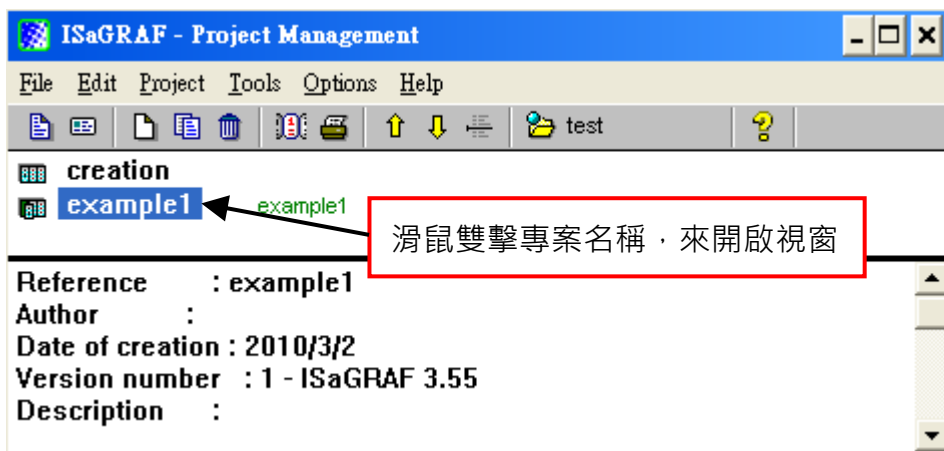 ISaGRAF - Project Management
File Edit Project Tools Options Help
test
creation
example1 example1
滑鼠雙擊專案名稱，來開啟視窗
Reference : example1
Author :
Date of creation : 2010/3/2
Version number : 1 - ISaGRAF 3.55
Description :